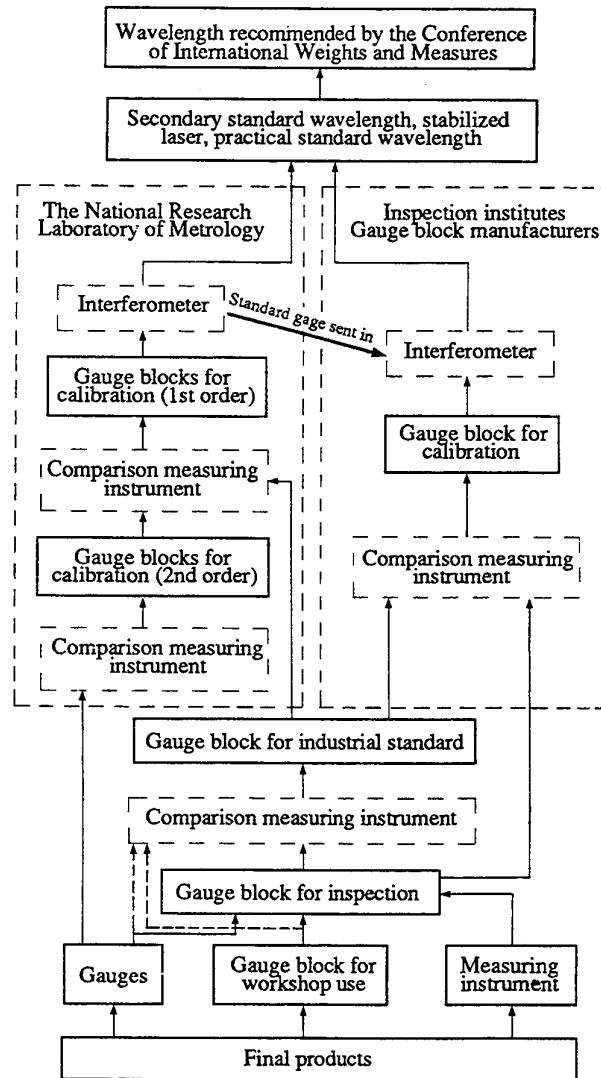 Wavelength recommended by the Conference
of International Weights and Measures
Secondary standard wavelength, stabilized
laser, practical standard wavelength
The National Research
Laboratory of Metrology
Interferometer
Gauge blocks for
calibration (1st order)
Comparison measuring
instrument
Gauge blocks for
calibration (2nd order)
Comparison measuring
instrument
Standard gage sent in
Inspection institutes
Gauge block manufacturers
Interferometer
Gauge block for
calibration
Comparison measuring
instrument
Gauge block for industrial standard
Comparison measuring instrument
Gauge block for inspection
Gauges
Gauge block for
workshop use
Measuring
instrument
Final products